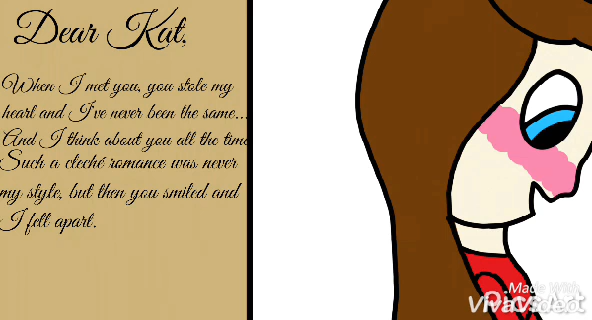 Dear Kat,
When I met you, you stole my
heart and I've never been the same...
And I think about you all the time
Such a cleché romance was never
my style, but then you smiled and
I fell apart.
Made With
VivaVideo